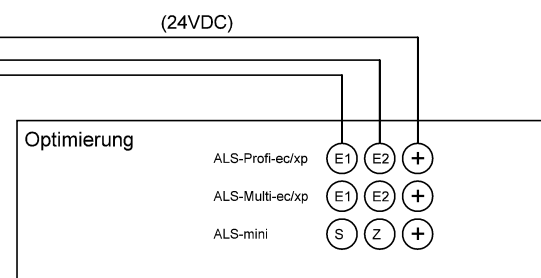 (24VDC)
Optimierung
ALS-Profi-ec/xp E1 E2 +
ALS-Multi-ec/xp E1 E2 +
ALS-mini S Z +